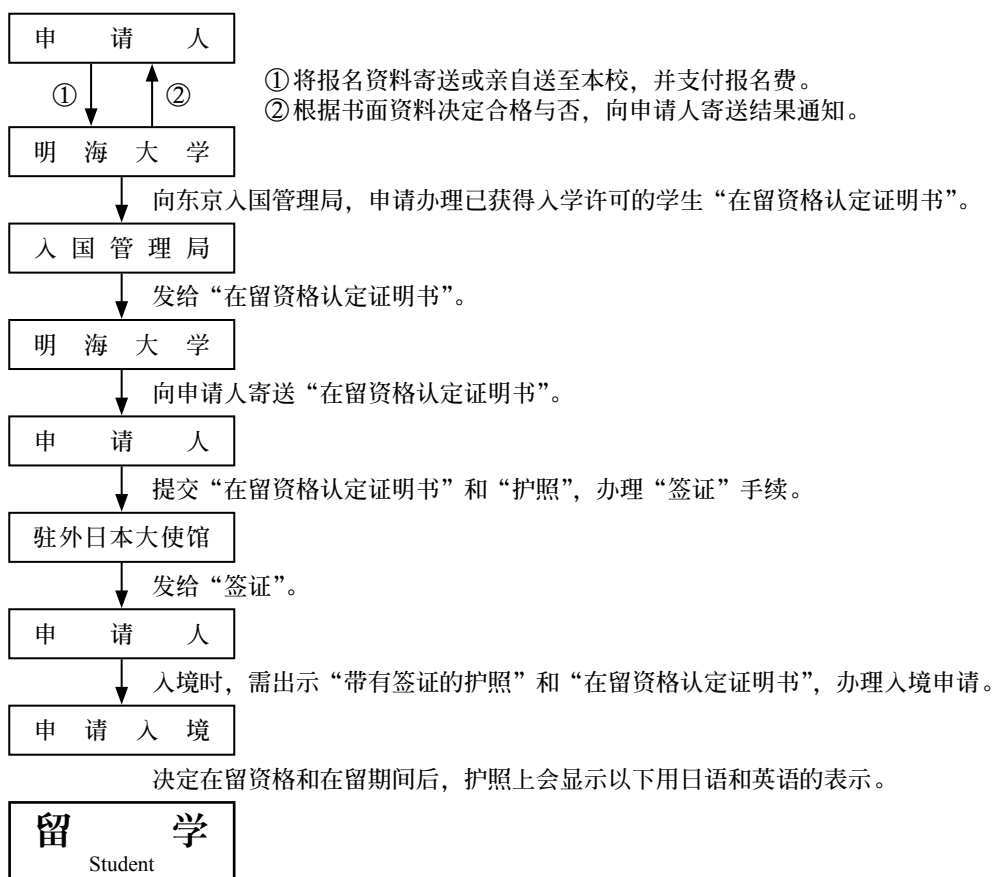 申请人
① ②
①将报名资料寄送或亲自送至本校，并支付报名费。
②根据书面资料决定合格与否，向申请人寄送结果通知。
明海大学
向东京入国管理局，申请办理已获得入学许可的学生“在留资格认定证明书”。
入国管理局
发给“在留资格认定证明书”。
明海大学
向申请人寄送“在留资格认定证明书”。
申请人
提交“在留资格认定证明书”和“护照”，办理“签证”手续。
驻外日本大使馆
发给“签证”。
申请人
入境时，需出示“带有签证的护照”和“在留资格认定证明书”，办理入境申请。
申请入境
决定在留资格和在留期间后，护照上会显示以下用日语和英语的表示。
留学
Student